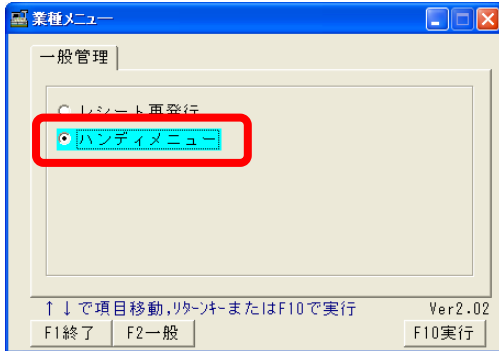 業種メニュー
一般管理
レシート再発行
ハンディメニュー
↑↓で項目移動,ﾘﾀｰﾝｷｰまたはF10で実行 Ver2.02
F1終了 F2一般 F10実行